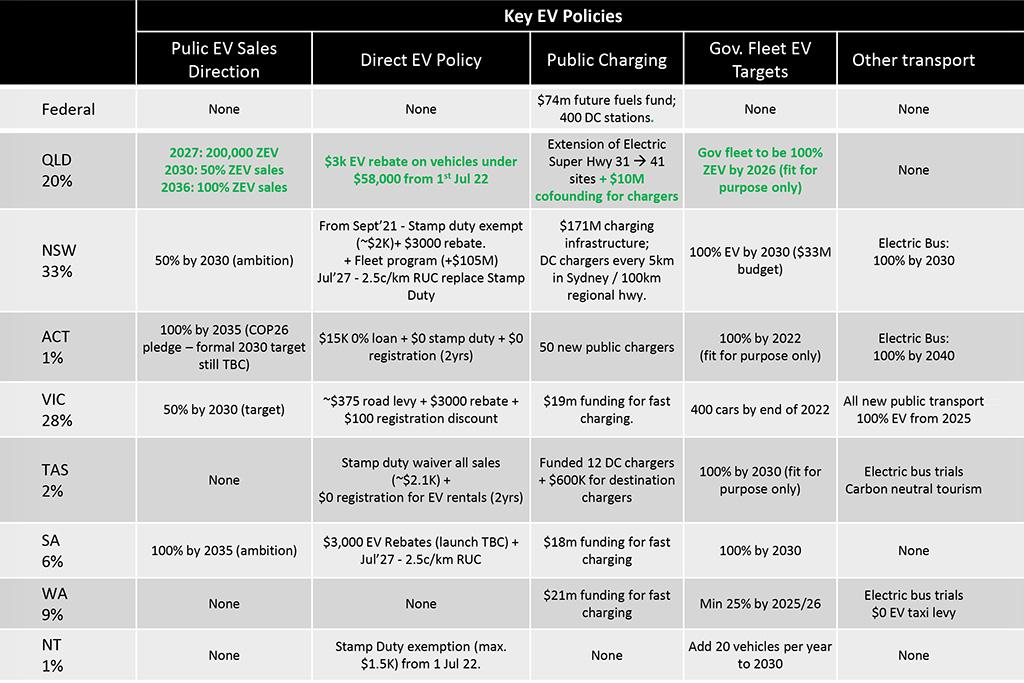 Key EV Policies
Pulic EV Sales
Direction
Direct EV Policy
Public Charging
Gov. Fleet EV
Targets
Other transport
Federal
None
None
$74m future fuels fund;
400 DC stations.
None
None
QLD
20%
2027: 200,000 ZEV
2030: 50% ZEV sales
2036: 100% ZEV sales
$3k EV rebate on vehicles under
$58,000 from 1st Jul 22
Extension of Electric
Super Hwy 31 → 41
sites + $10M
cofounding for chargers
Gov fleet to be 100%
ZEV by 2026 (fit for
purpose only)
None
NSW
33%
50% by 2030 (ambition)
From Sept’21 - Stamp duty exempt
(~$2K)+ $3000 rebate.
+ Fleet program (+$105M)
Jul’27 - 2.5c/km RUC replace Stamp
Duty
$171M charging
infrastructure;
DC chargers every 5km
in Sydney / 100km
regional hwy.
100% EV by 2030 ($33M
budget)
Electric Bus:
100% by 2030
ACT
1%
100% by 2035 (COP26
pledge – formal 2030 target
still TBC)
$15K 0% loan + $0 stamp duty + $0
registration (2yrs)
50 new public chargers
100% by 2022
(fit for purpose only)
Electric Bus:
100% by 2040
VIC
28%
50% by 2030 (target)
~$375 road levy + $3000 rebate +
$100 registration discount
$19m funding for fast
charging.
400 cars by end of 2022
All new public transport
100% EV from 2025
TAS
2%
None
Stamp duty waiver all sales
(~$2.1K) +
$0 registration for EV rentals (2yrs)
Funded 12 DC chargers
+ $600K for destination
chargers
100% by 2030 (fit for
purpose only)
Electric bus trials
Carbon neutral tourism
SA
6%
100% by 2035 (ambition)
$3,000 EV Rebates (launch TBC) +
Jul’27 - 2.5c/km RUC
$18m funding for fast
charging
100% by 2030
None
WA
9%
None
None
$21m funding for fast
charging
Min 25% by 2025/26
Electric bus trials
$0 EV taxi levy
NT
1%
None
Stamp Duty exemption (max.
$1.5K) from 1 Jul 22.
None
Add 20 vehicles per year
to 2030
None